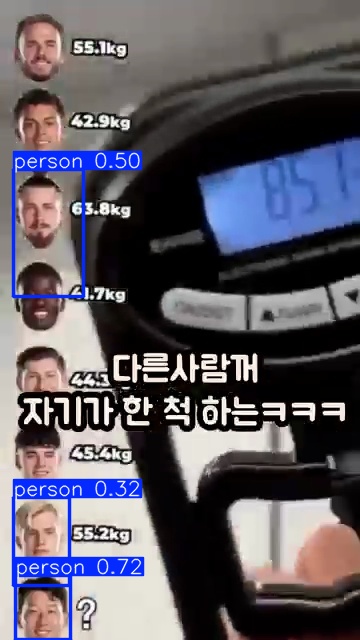 55.1kg
42.9kg
person 0.50
63.8kg
85.1
41.7kg
다른사람꺼
자기가 한 척 하는ㅋㅋㅋ
45.4kg
person 0.32
55.2kg
person 0.72
?